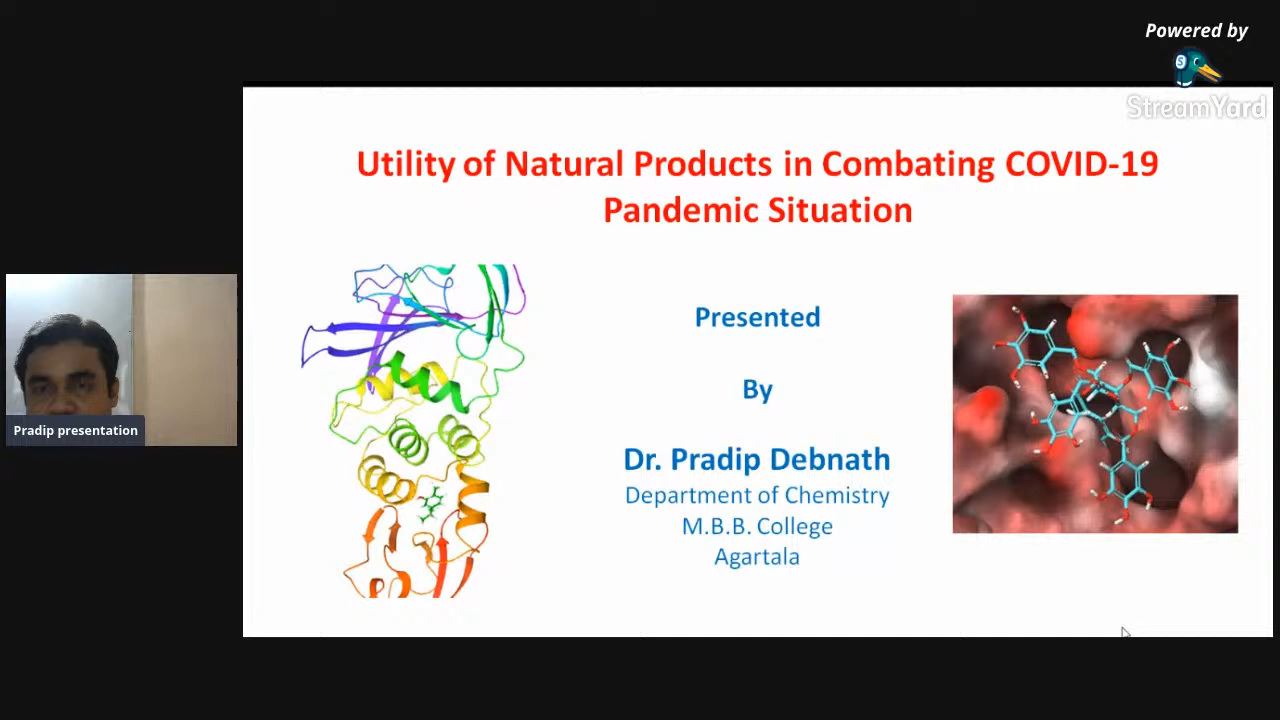 Powered by
StreamYard
Utility of Natural Products in Combating COVID-19
Pandemic Situation
Presented
By
Dr. Pradip Debnath
Department of Chemistry
M.B.B. College
Agartala
Pradip presentation